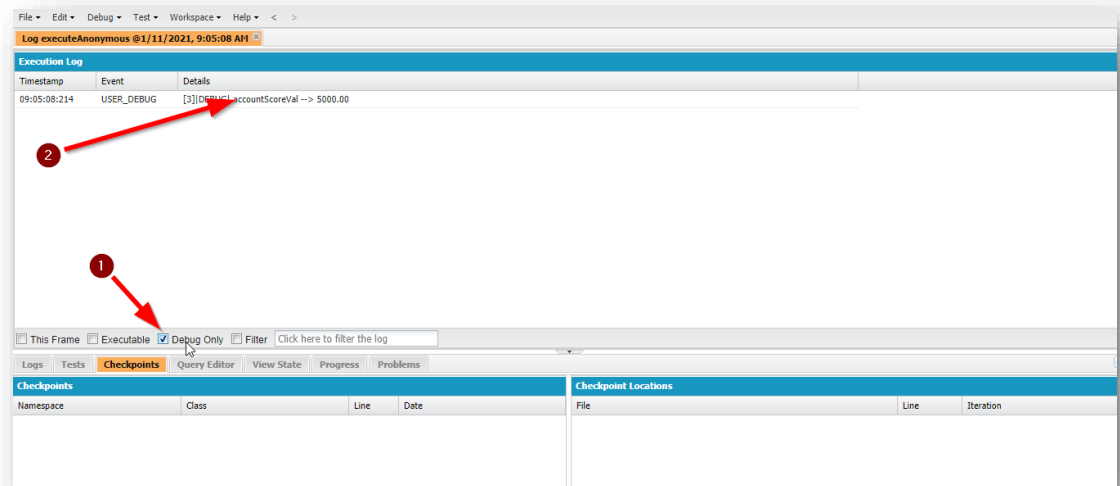 File Edit Debug Test Workspace Help < >
Log executeAnonymous @1/11/2021, 9:05:08 AM
Execution Log
Timestamp Event Details
09:05:08:214 USER_DEBUG [3]|DEBUG| accountScoreVal --> 5000.00
2
1
This Frame Executable Debug Only Filter Click here to filter the log
Logs Tests Checkpoints Query Editor View State Progress Problems
Checkpoints Checkpoint Locations
Namespace Class Line Date File Line Iteration